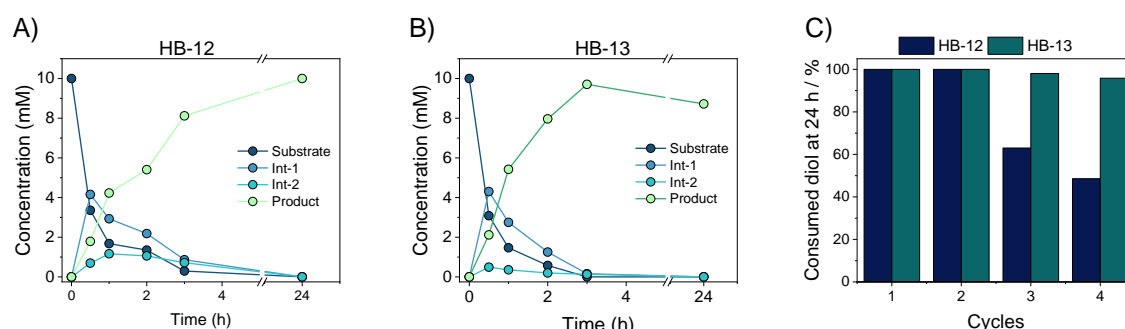 A)
HB-12
Concentration (mM)
10
8
6
4
2
0
Substrate
Int-1
Int-2
Product
0 2 4 24
Time (h)
B)
HB-13
Concentration (mM)
10
8
6
4
2
0
Substrate
Int-1
Int-2
Product
0 2 4 24
Time (h)
C)
HB-12 HB-13
Consumed diol at 24 h / %
100
80
60
40
20
0
1 2 3 4
Cycles